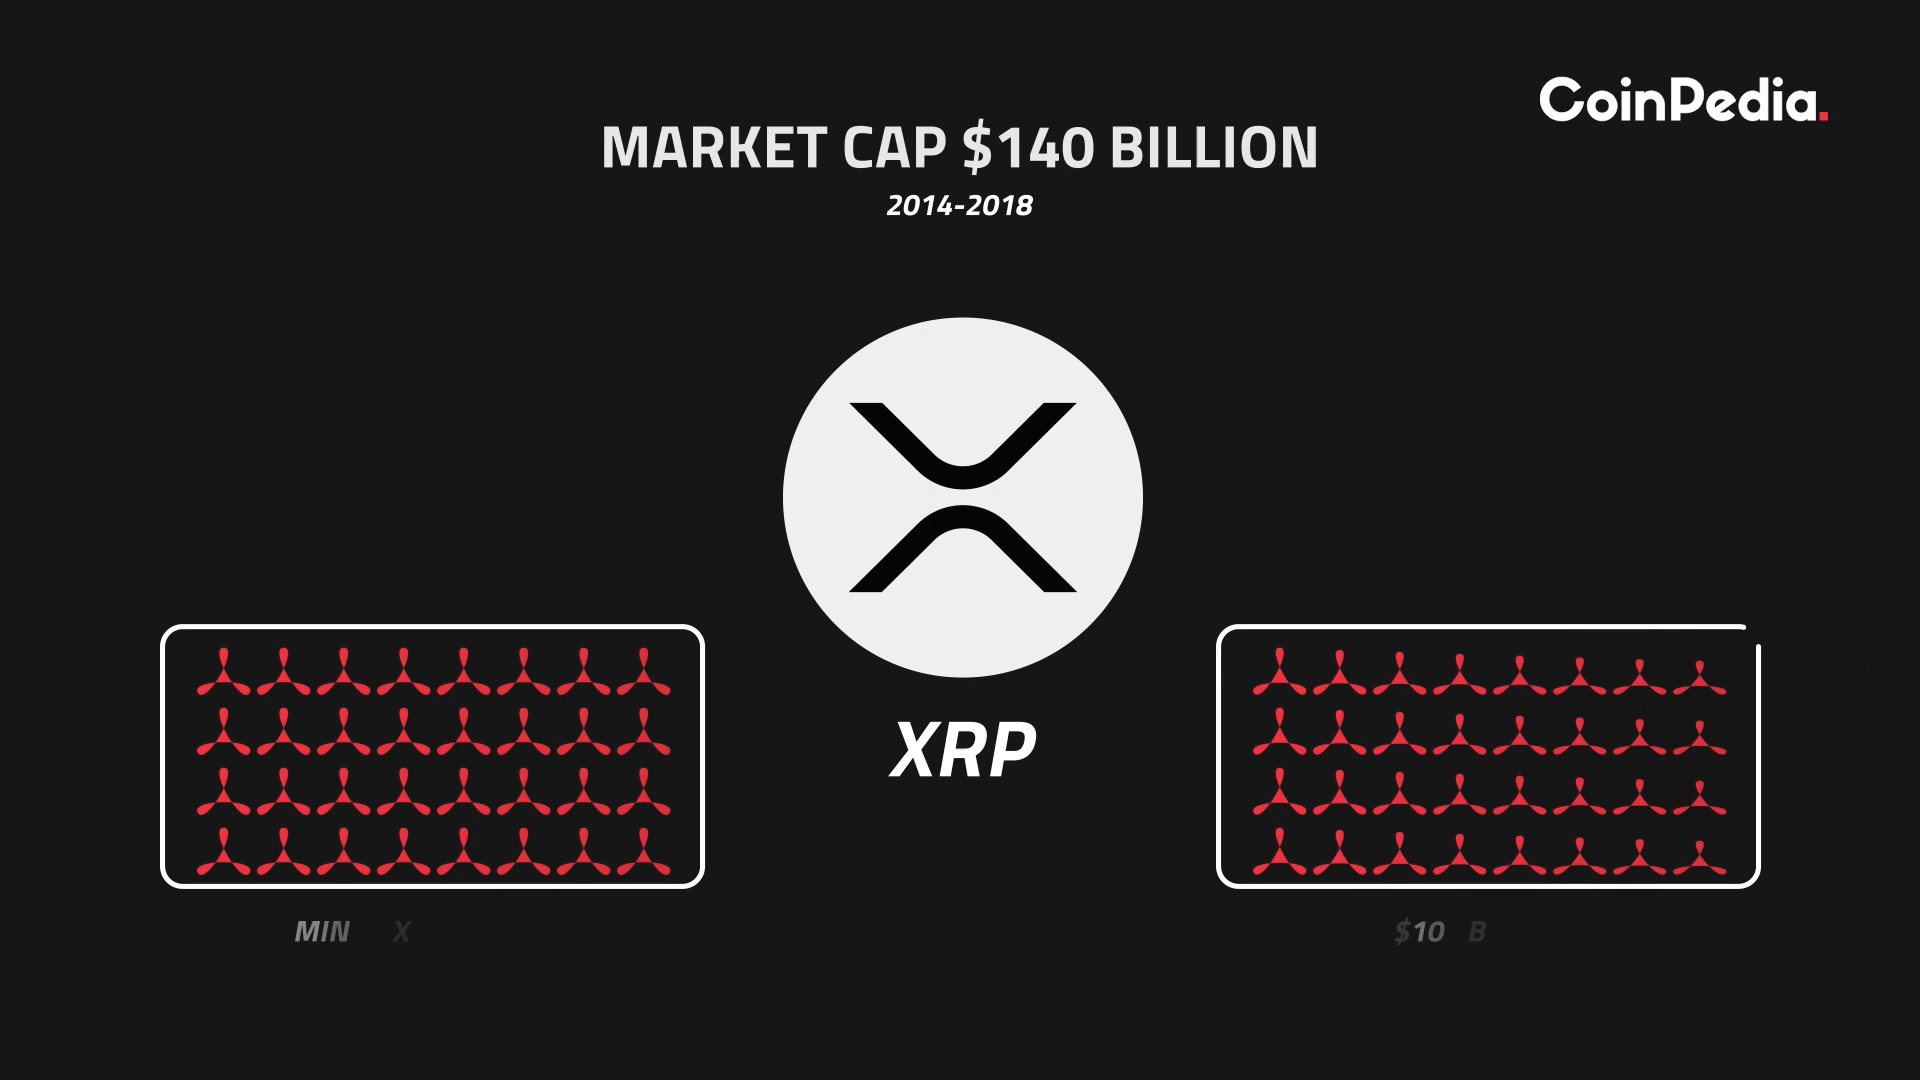 CoinPedia.
MARKET CAP $140 BILLION
2014-2018
XRP
MIN X
$10 B